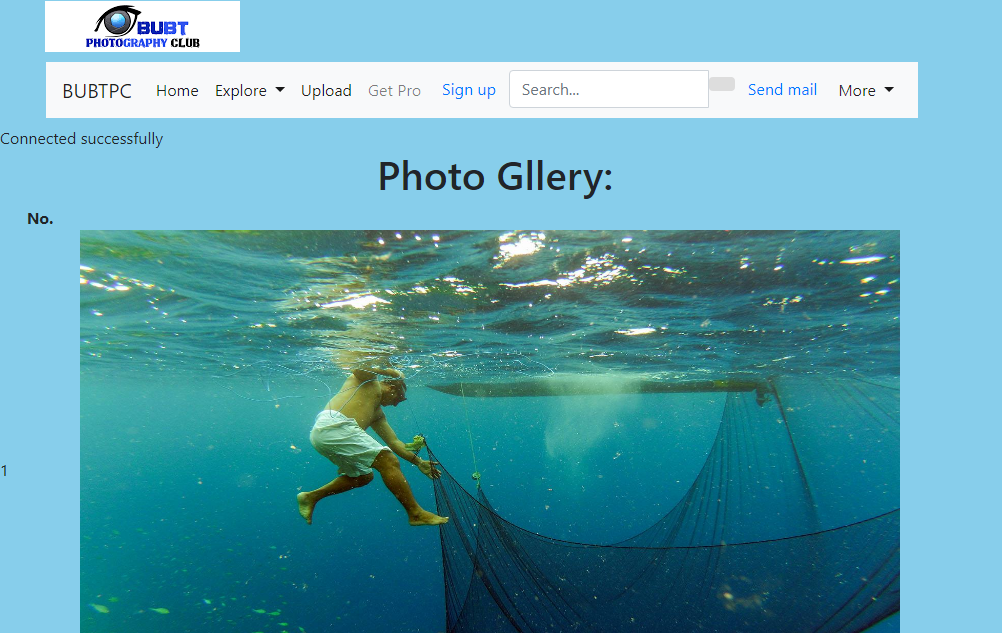 BUBT
PHOTOGRAPHY CLUB
BUBTPC Home Explore Upload Get Pro Sign up Search... Send mail More
Connected successfully
Photo Gllery:
No.
1